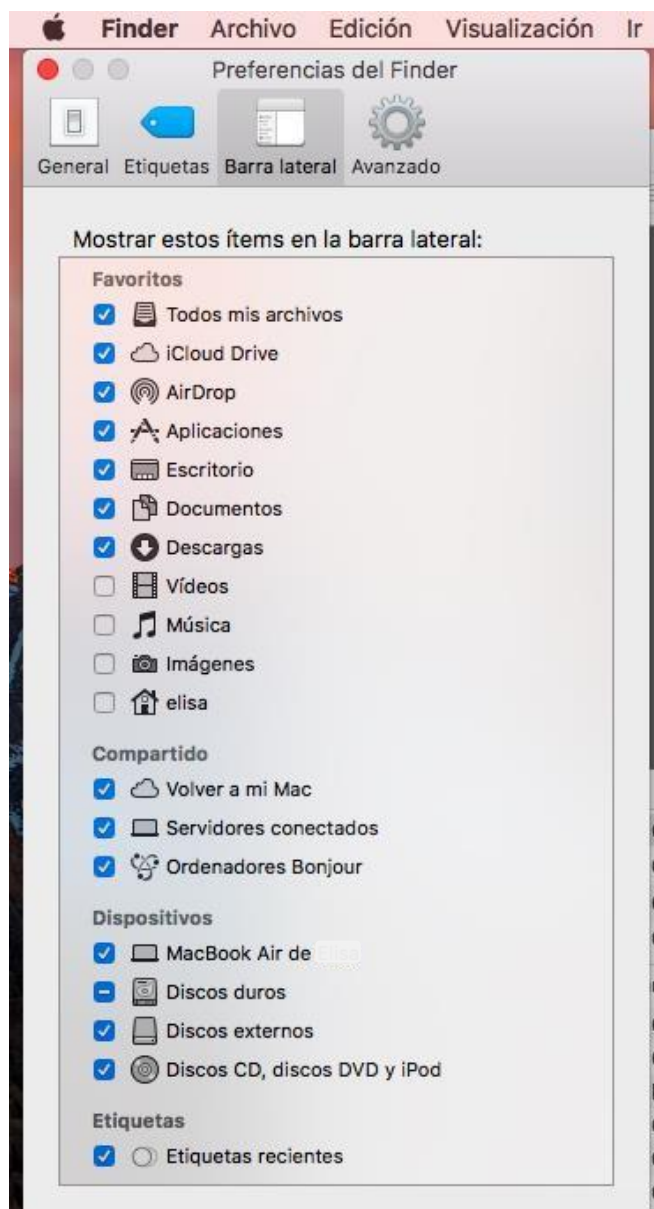 Finder Archivo Edición Visualización Ir
Preferencias del Finder
General Etiquetas Barra lateral Avanzado
Mostrar estos ítems en la barra lateral:
Favoritos
Todos mis archivos
iCloud Drive
AirDrop
Aplicaciones
Escritorio
Documentos
Descargas
Vídeos
Música
Imágenes
elisa
Compartido
Volver a mi Mac
Servidores conectados
Ordenadores Bonjour
Dispositivos
MacBook Air de
Discos duros
Discos externos
Discos CD, discos DVD y iPod
Etiquetas
Etiquetas recientes